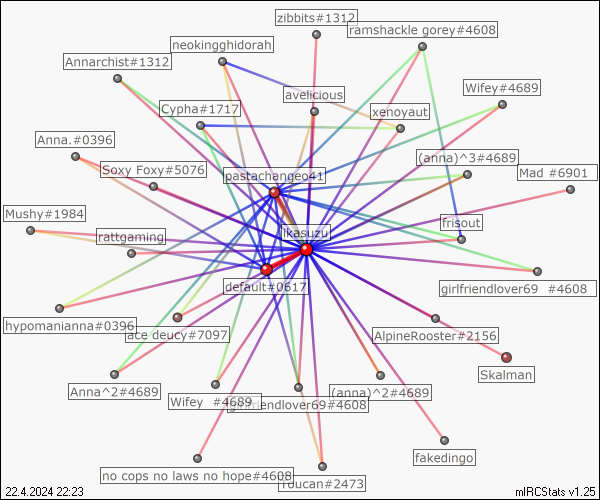 zibbits#1312
ramshackle gorey#4608
neokingghidorah
Annarchist#1312
Wifey#4689
avelicious
Cypha#1717
xenoyaut
Anna.#0396
(anna)^3#4689
Soxy Foxy#5076
Mad #6901
pastachangeo41
Mushy#1984
frisout
rattgaming
ikasuzu
default#0617
girlfriendlover69 #4608
hypomanianna#0396
ace deucy#7097
AlpineRooster#2156
Skalman
Anna^2#4689
(anna)^2#4689
Wifey #4689
girlfriendlover69#4608
fakedingo
no cops no laws no hope#4608
Toucan#2473
22.4.2024 22:23
mIRCStats v1.25